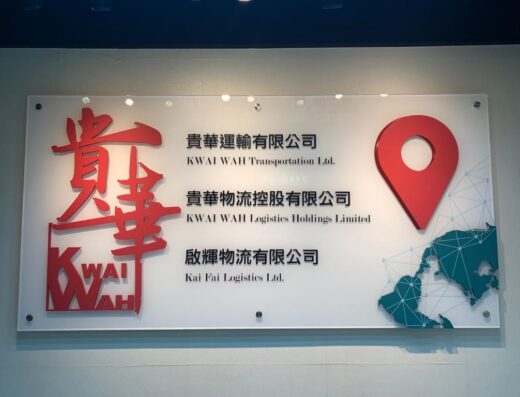 貴華
KWAI
WAH
貴華運輸有限公司
KWAI WAH Transportation Ltd.
貴華物流控股有限公司
KWAI WAH Logistics Holdings Limited
啟輝物流有限公司
Kai Fai Logistics Ltd.